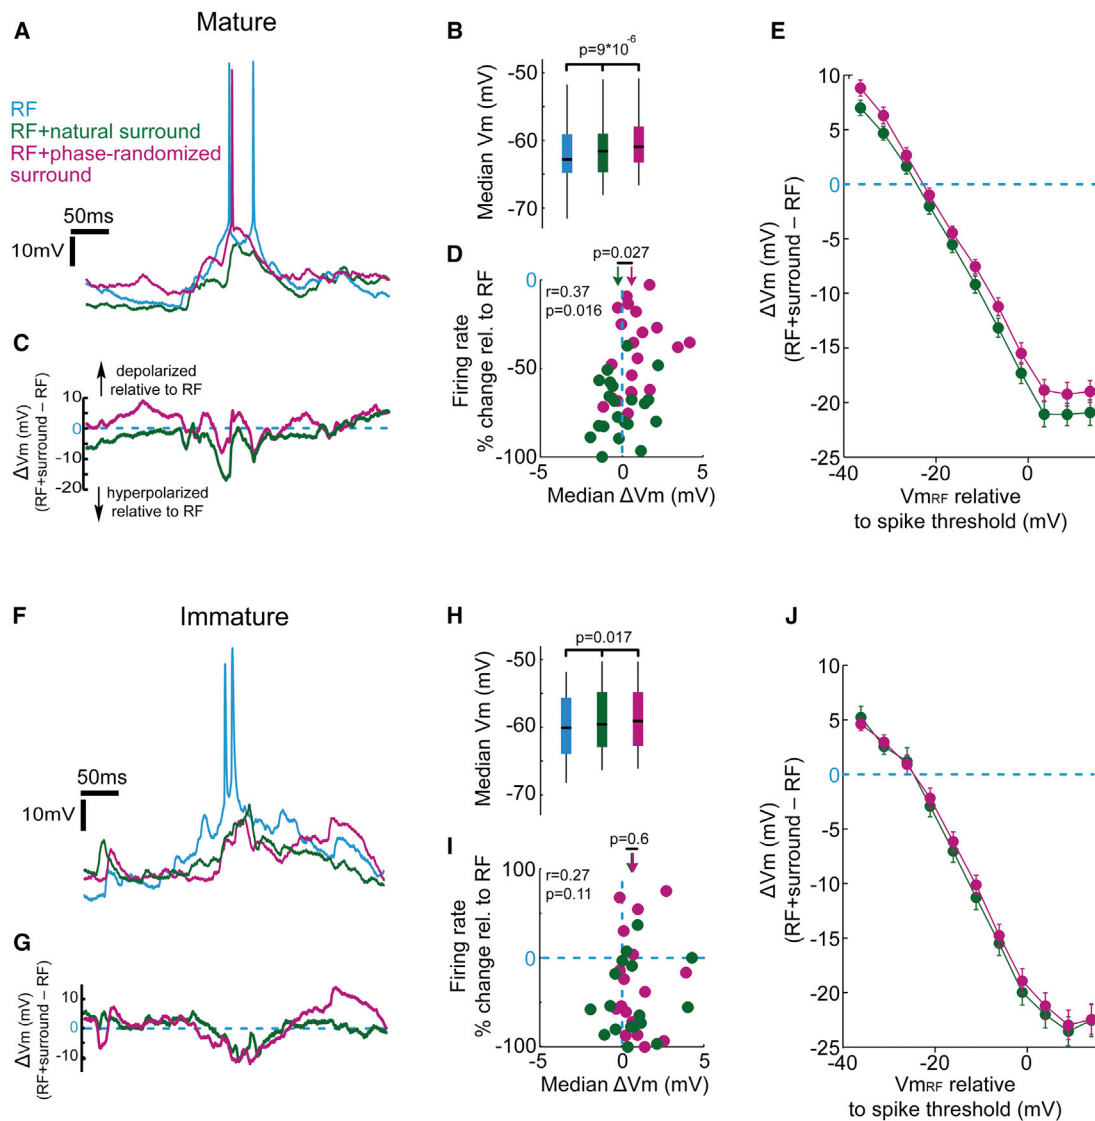 A
Mature
RF
RF+natural surround
RF+phase-randomized
surround
50ms
10mV
B
p=9*10-6
-50
-60
-70
Median Vm (mV)
C
depolarized
relative to RF
10
5
0
-10
-20
ΔVm (mV)
(RF+surround – RF)
hyperpolarized
relative to RF
D
p=0.027
r=0.37
p=0.016
0
-50
-100
Firing rate
% change rel. to RF
-5 0 5
Median ΔVm (mV)
E
10
5
0
-5
-10
-15
-20
-25
ΔVm (mV)
(RF+surround – RF)
-40 -20 0
VmRF relative
to spike threshold (mV)
F
Immature
50ms
10mV
G
10
0
-10
ΔVm (mV)
(RF+surround – RF)
H
p=0.017
-50
-60
-70
Median Vm (mV)
I
p=0.6
r=0.27
p=0.11
100
0
-100
Firing rate
% change rel. to RF
-5 0 5
Median ΔVm (mV)
J
10
5
0
-5
-10
-15
-20
-25
ΔVm (mV)
(RF+surround – RF)
-40 -20 0
VmRF relative
to spike threshold (mV)